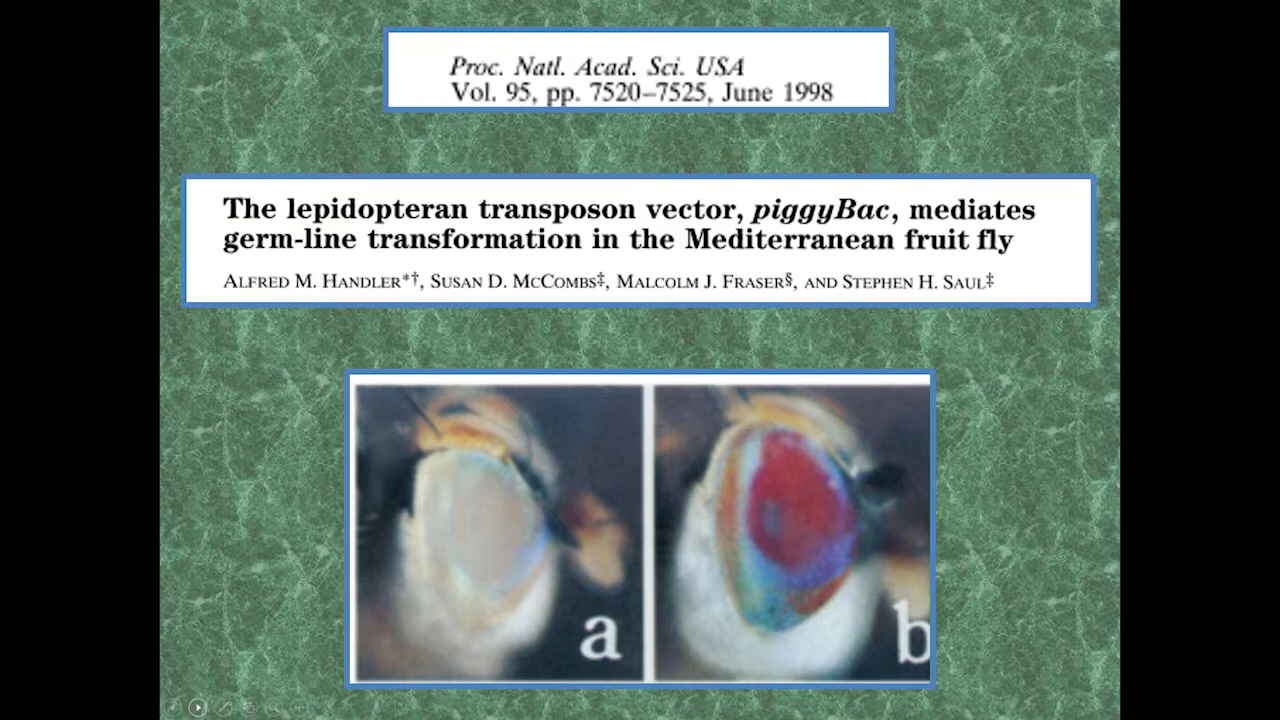 Proc. Natl. Acad. Sci. USA
Vol. 95, pp. 7520–7525, June 1998
The lepidopteran transposon vector, piggyBac, mediates
germ-line transformation in the Mediterranean fruit fly
ALFRED M. HANDLER*†, SUSAN D. MCCOMBS‡, MALCOLM J. FRASER§, AND STEPHEN H. SAUL‡
a b